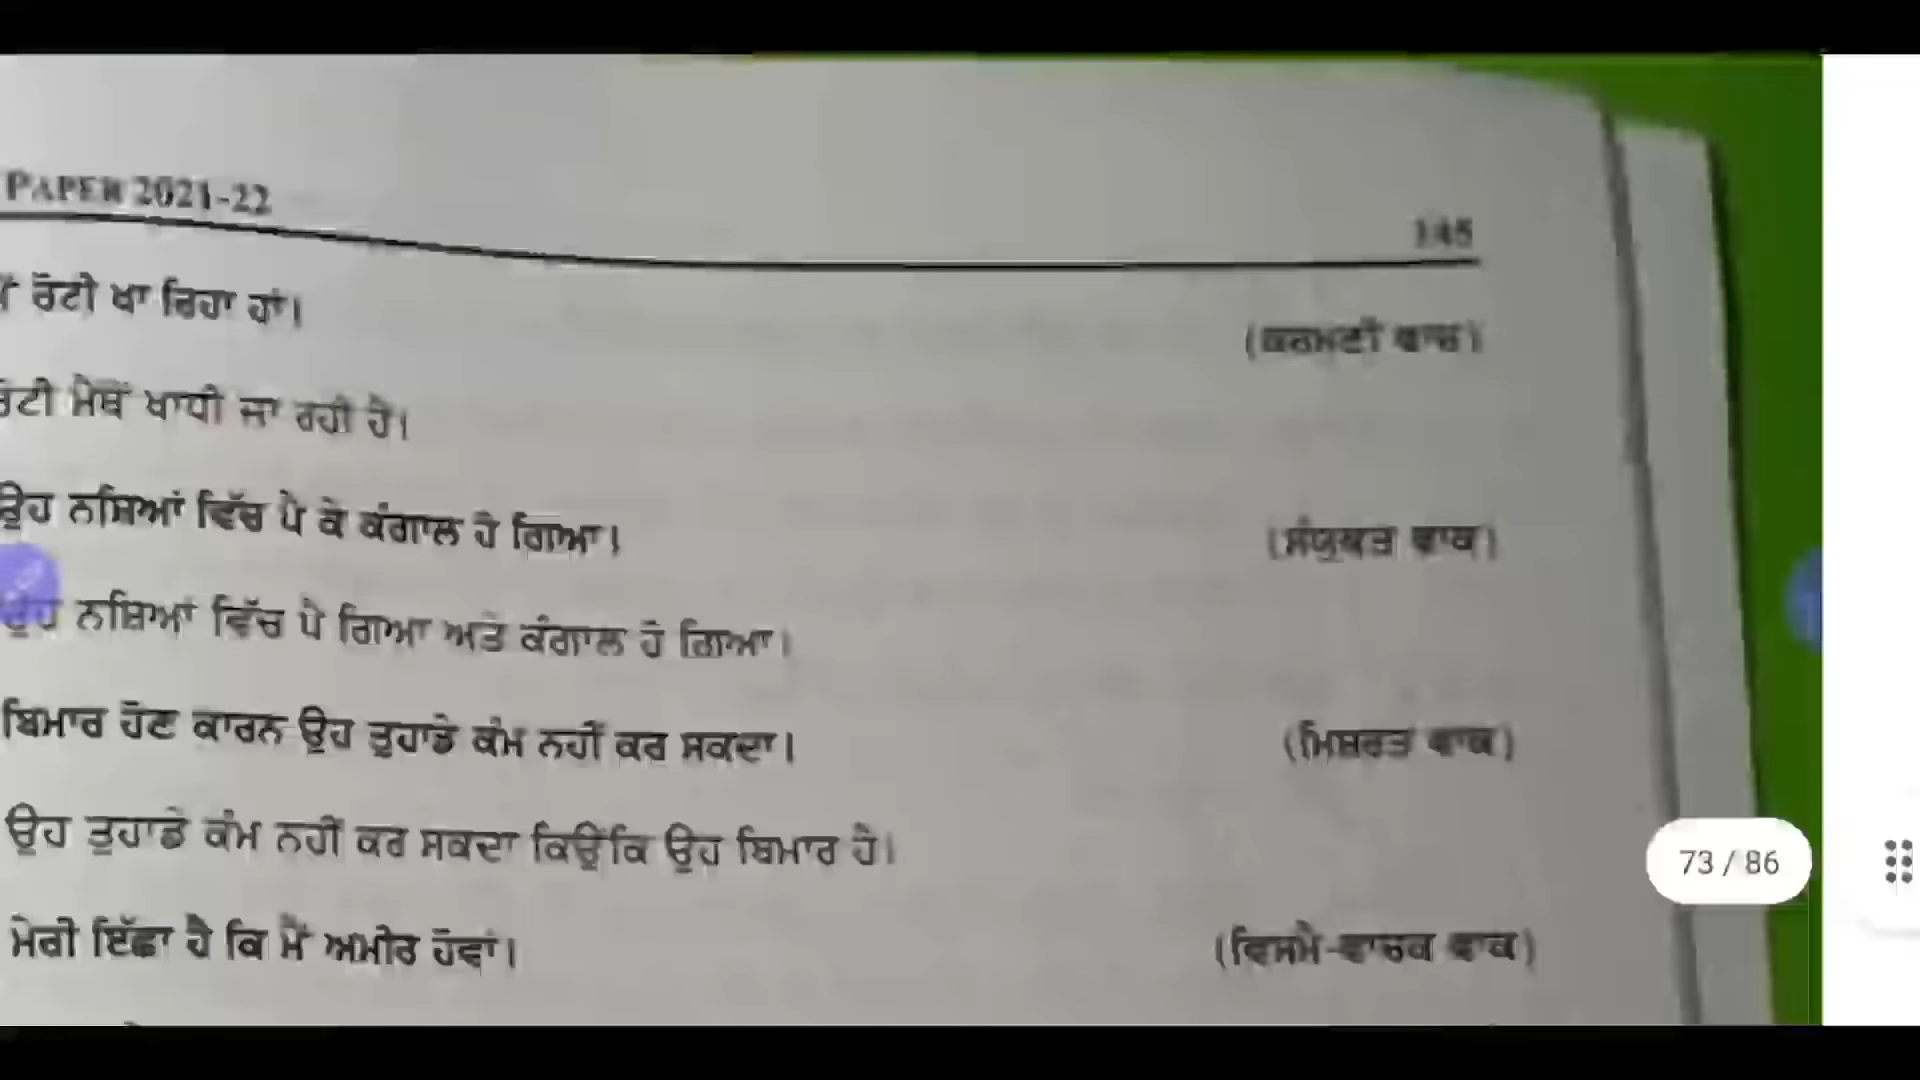 PAPER 2021-22
145
ਰੋਟੀ ਖਾ ਰਿਹਾ ਹਾਂ। (ਕਰਮਣੀ ਵਾਚ)
ਮੈਥੋਂ ਖਾਧੀ ਜਾ ਰਹੀ ਹੈ।
ਉਹ ਨਸ਼ਿਆਂ ਵਿੱਚ ਪੈ ਕੇ ਕੰਗਾਲ ਹੋ ਗਿਆ। (ਸੰਯੁਕਤ ਵਾਕ)
ਉਹ ਨਸ਼ਿਆਂ ਵਿੱਚ ਪੈ ਗਿਆ ਅਤੇ ਕੰਗਾਲ ਹੋ ਗਿਆ।
ਬਿਮਾਰ ਹੋਣ ਕਾਰਨ ਉਹ ਤੁਹਾਡੇ ਕੰਮ ਨਹੀਂ ਕਰ ਸਕਦਾ। (ਮਿਸ਼ਰਤ ਵਾਕ)
ਉਹ ਤੁਹਾਡੇ ਕੰਮ ਨਹੀਂ ਕਰ ਸਕਦਾ ਕਿਉਂਕਿ ਉਹ ਬਿਮਾਰ ਹੈ।
73 / 86
ਮੇਰੀ ਇੱਛਾ ਹੈ ਕਿ ਮੈਂ ਅਮੀਰ ਹੋਵਾਂ। (ਵਿਸਮੈ-ਵਾਚਕ ਵਾਕ)